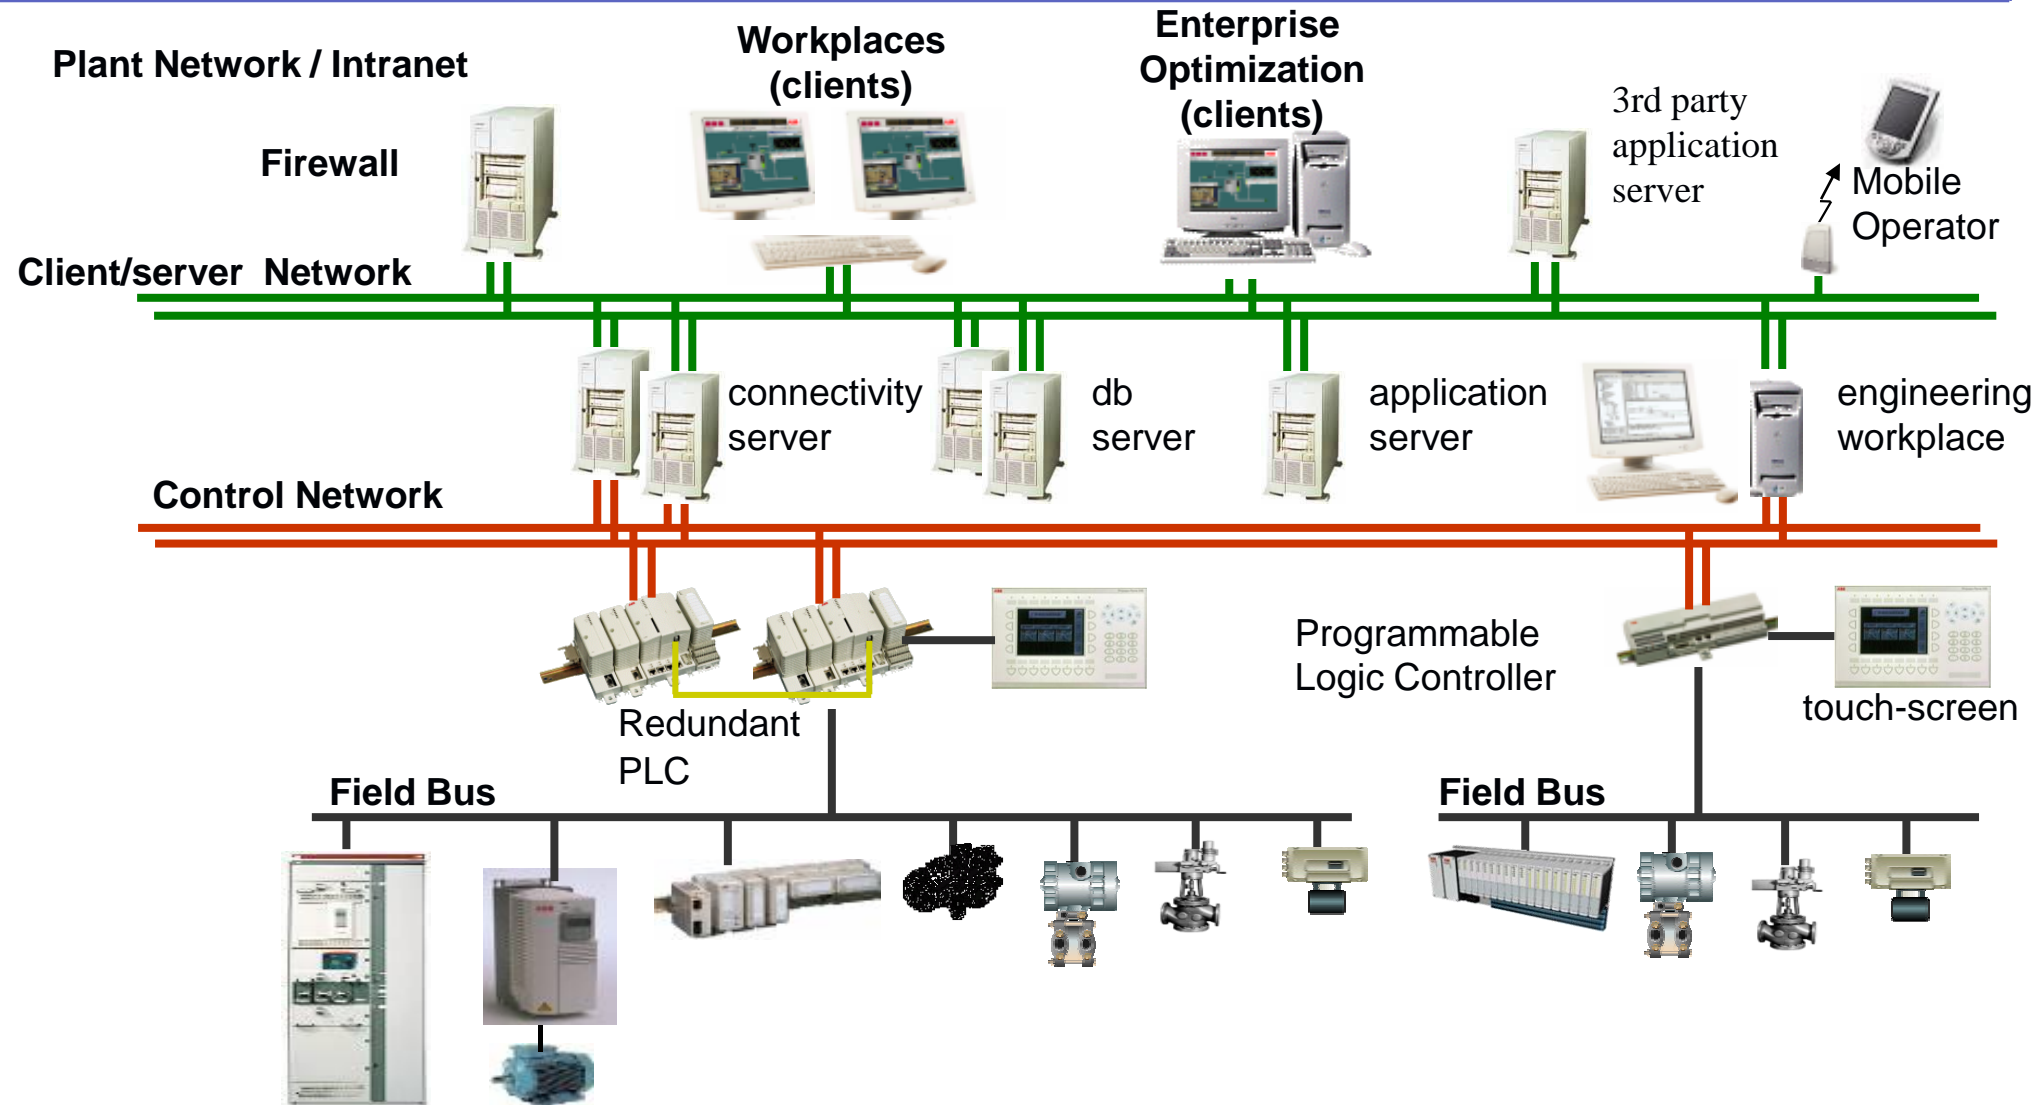 Plant Network / Intranet
Workplaces
(clients)
Enterprise
Optimization
(clients)
3rd party
application
server
Mobile
Operator
Firewall
Client/server  Network
connectivity
server
db
server
application
server
engineering
workplace
Control Network
Programmable
Logic Controller
touch-screen
Redundant
PLC
Field Bus
Field Bus
ABB